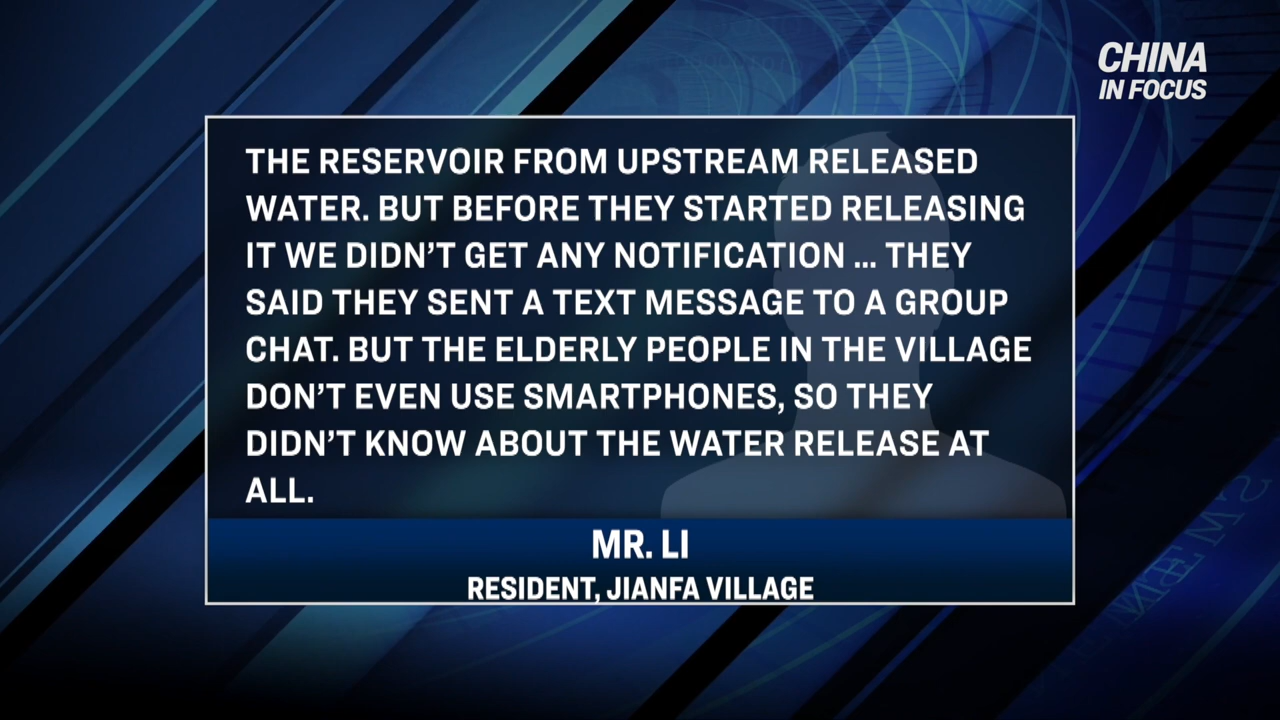 CHINA
IN FOCUS
THE RESERVOIR FROM UPSTREAM RELEASED
WATER. BUT BEFORE THEY STARTED RELEASING
IT WE DIDN’T GET ANY NOTIFICATION ... THEY
SAID THEY SENT A TEXT MESSAGE TO A GROUP
CHAT. BUT THE ELDERLY PEOPLE IN THE VILLAGE
DON’T EVEN USE SMARTPHONES, SO THEY
DIDN’T KNOW ABOUT THE WATER RELEASE AT
ALL.
MR. LI
RESIDENT, JIANFA VILLAGE